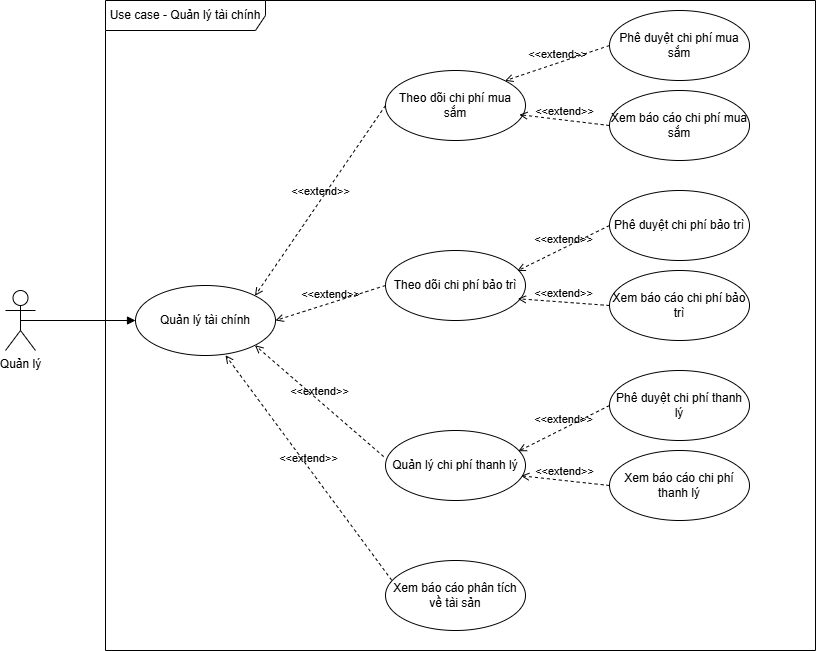 Use case - Quản lý tài chính
Phê duyệt chi phí mua
sắm
<<extend>>
Theo dõi chi phí mua
sắm
<<extend>>
Xem báo cáo chi phí mua
sắm
<<extend>>
Phê duyệt chi phí bảo trì
<<extend>>
Theo dõi chi phí bảo trì
<<extend>>
<<extend>>
Xem báo cáo chi phí bảo
trì
Quản lý tài chính
Quản lý
<<extend>>
Phê duyệt chi phí thanh
lý
<<extend>>
<<extend>>
Quản lý chi phí thanh lý
<<extend>>
Xem báo cáo chi phí
thanh lý
Xem báo cáo phân tích
về tài sản